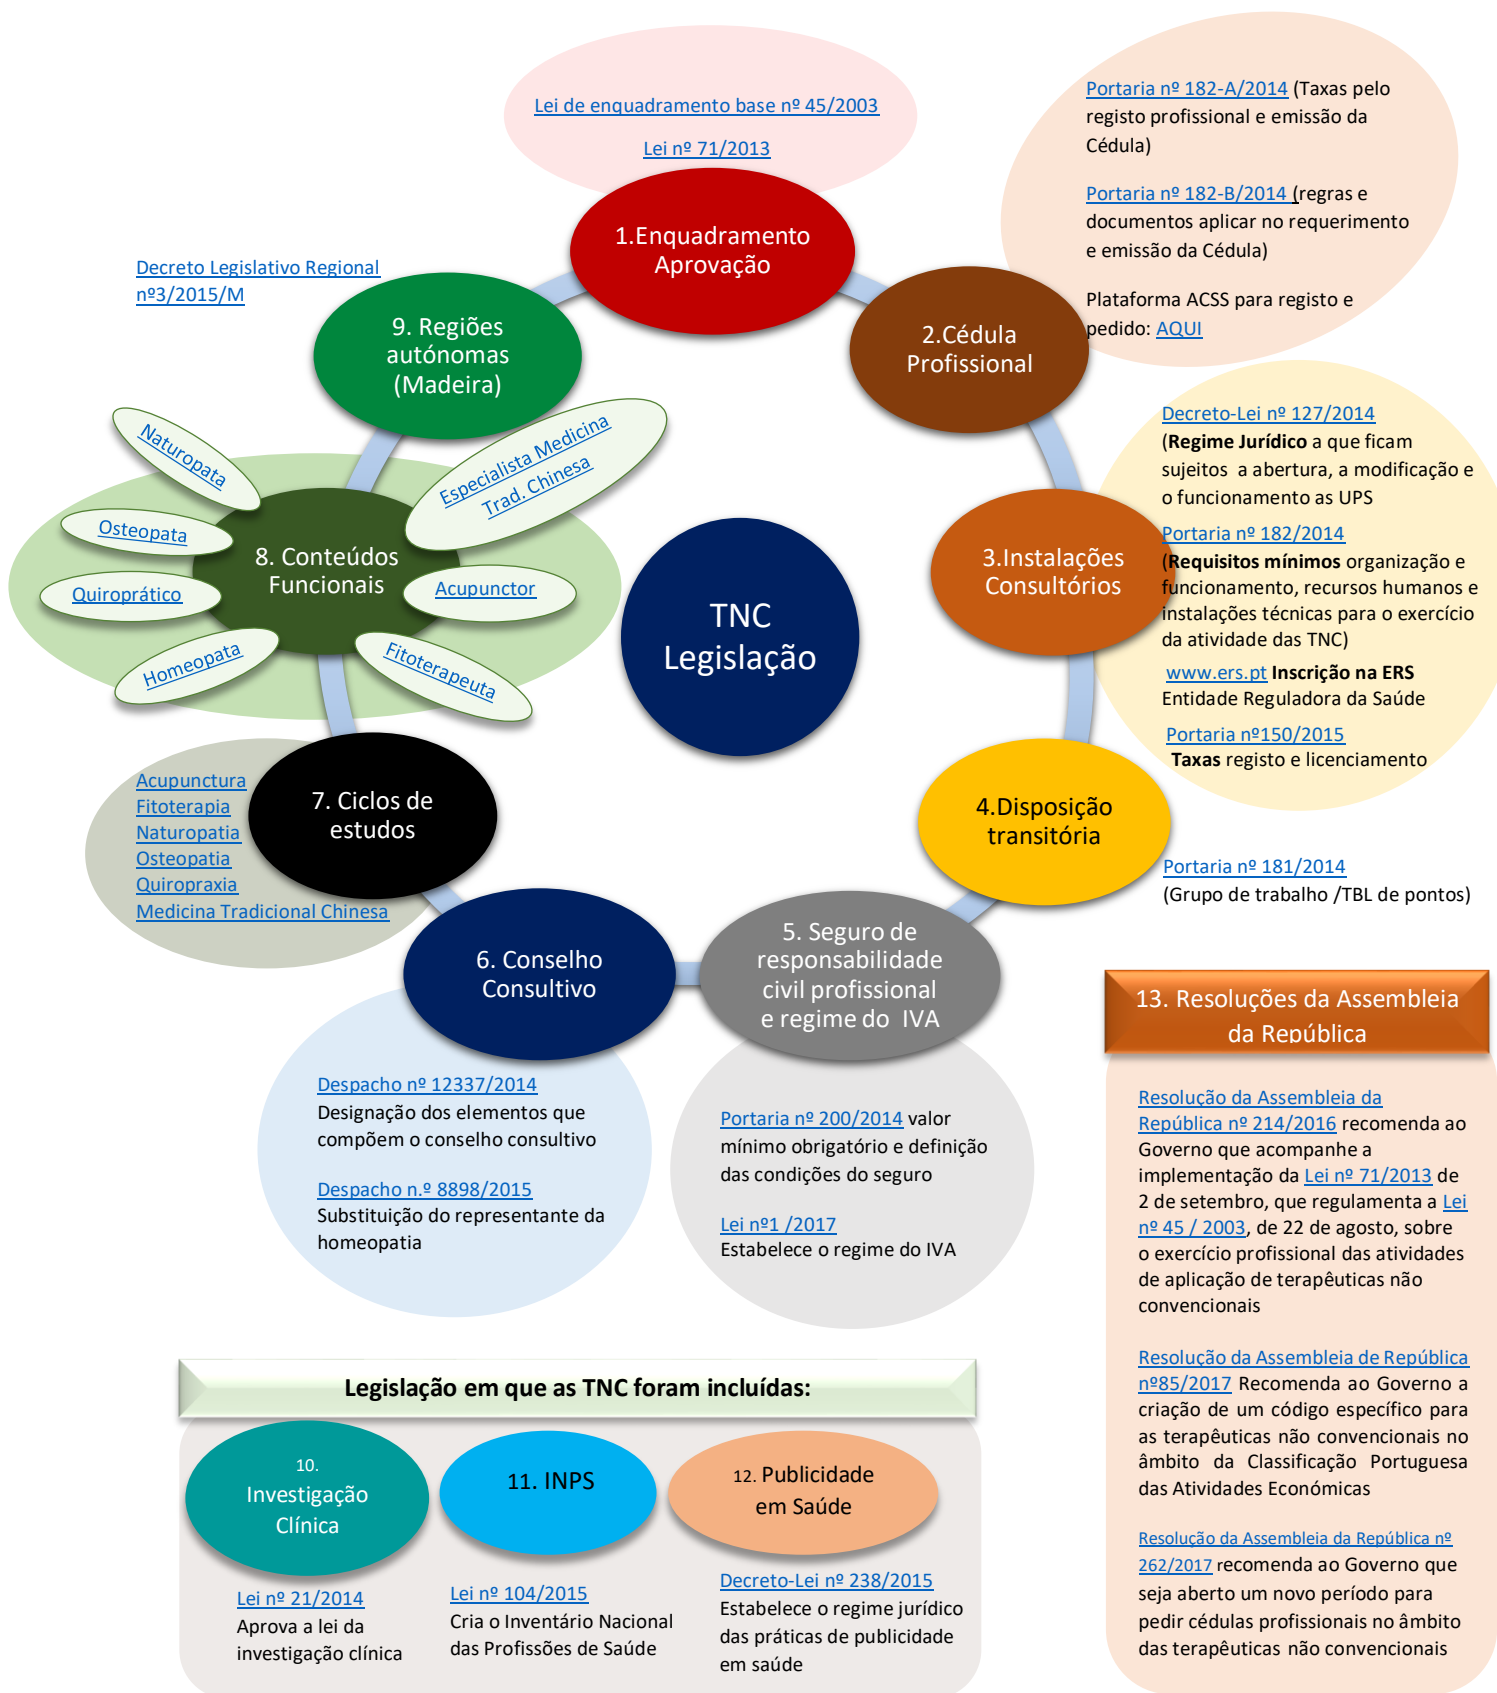 Lei de enquadramento base nº 45/2003
Lei nº 71/2013
1.Enquadramento
Aprovação
Portaria nº 182-A/2014 (Taxas pelo
registo profissional e emissão da
Cédula)
Portaria nº 182-B/2014 (regras e
documentos aplicar no requerimento
e emissão da Cédula)
Plataforma ACSS para registo e
pedido: AQUI
2.Cédula
Profissional
Decreto-Lei nº 127/2014
(Regime Jurídico a que ficam
sujeitos a abertura, a modificação e
o funcionamento as UPS
Portaria nº 182/2014
(Requisitos mínimos organização e
funcionamento, recursos humanos e
instalações técnicas para o exercício
da atividade das TNC)
www.ers.pt Inscrição na ERS
Entidade Reguladora da Saúde
Portaria nº150/2015
Taxas registo e licenciamento
3.Instalações
Consultórios
4.Disposição
transitória
Portaria nº 181/2014
(Grupo de trabalho /TBL de pontos)
5. Seguro de
responsabilidade
civil profissional
e regime do IVA
Portaria nº 200/2014 valor
mínimo obrigatório e definição
das condições do seguro
Lei nº1 /2017
Estabelece o regime do IVA
6. Conselho
Consultivo
Despacho nº 12337/2014
Designação dos elementos que
compõem o conselho consultivo
Despacho n.º 8898/2015
Substituição do representante da
homeopatia
7. Ciclos de
estudos
Acupunctura
Fitoterapia
Naturopatia
Osteopatia
Quiropraxia
Medicina Tradicional Chinesa
8. Conteúdos
Funcionais
Naturopata
Osteopata
Quiroprático
Homeopata
Especialista Medicina
Trad. Chinesa
Acupunctor
Fitoterapeuta
9. Regiões
autónomas
(Madeira)
Decreto Legislativo Regional
nº3/2015/M
TNC
Legislação
13. Resoluções da Assembleia
da República
Resolução da Assembleia da
República nº 214/2016 recomenda ao
Governo que acompanhe a
implementação da Lei nº 71/2013 de
2 de setembro, que regulamenta a Lei
nº 45 / 2003, de 22 de agosto, sobre
o exercício profissional das atividades
de aplicação de terapêuticas não
convencionais
Resolução da Assembleia de República
nº85/2017 Recomenda ao Governo a
criação de um código específico para
as terapêuticas não convencionais no
âmbito da Classificação Portuguesa
das Atividades Económicas
Resolução da Assembleia da República nº
262/2017 recomenda ao Governo que
seja aberto um novo período para
pedir cédulas profissionais no âmbito
das terapêuticas não convencionais
Legislação em que as TNC foram incluídas:
10.
Investigação
Clínica
Lei nº 21/2014
Aprova a lei da
investigação clínica
11. INPS
Lei nº 104/2015
Cria o Inventário Nacional
das Profissões de Saúde
12. Publicidade
em Saúde
Decreto-Lei nº 238/2015
Estabelece o regime jurídico
das práticas de publicidade
em saúde